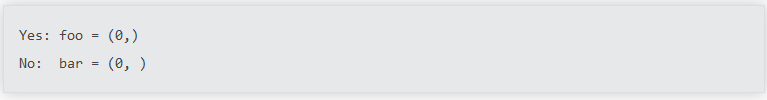 Yes: foo = (0,)
No:  bar = (0, )